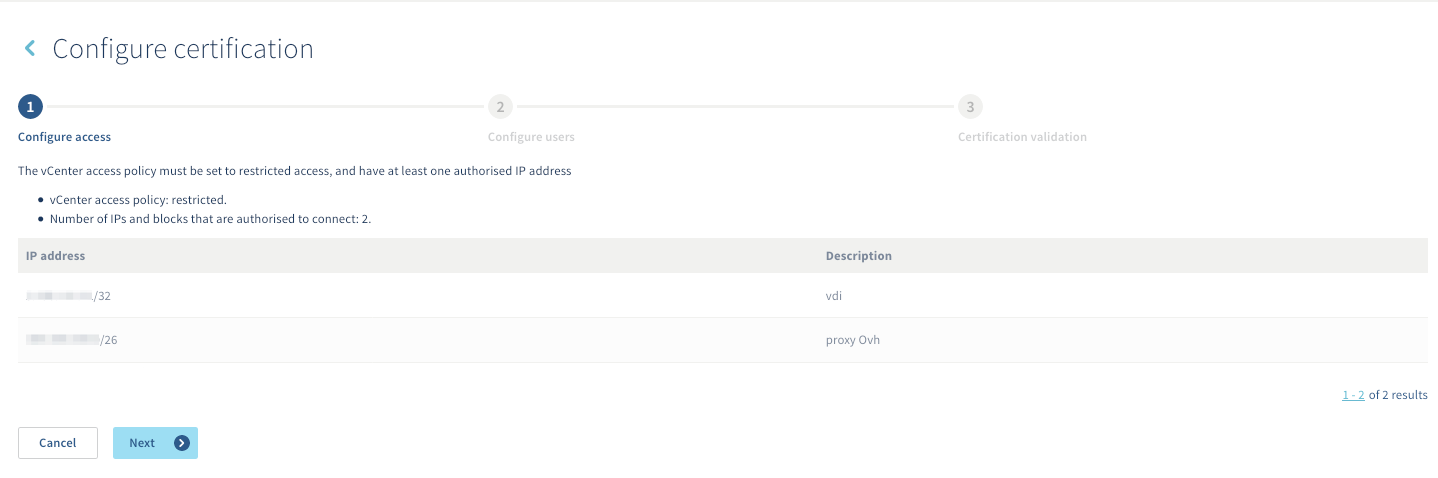 Configure certification
1
2
3
Configure access
Configure users
Certification validation
The vCenter access policy must be set to restricted access, and have at least one authorised IP address
vCenter access policy: restricted.
Number of IPs and blocks that are authorised to connect: 2.
IP address Description
/32 vdi
/26 proxy Ovh
1 - 2 of 2 results
Cancel Next